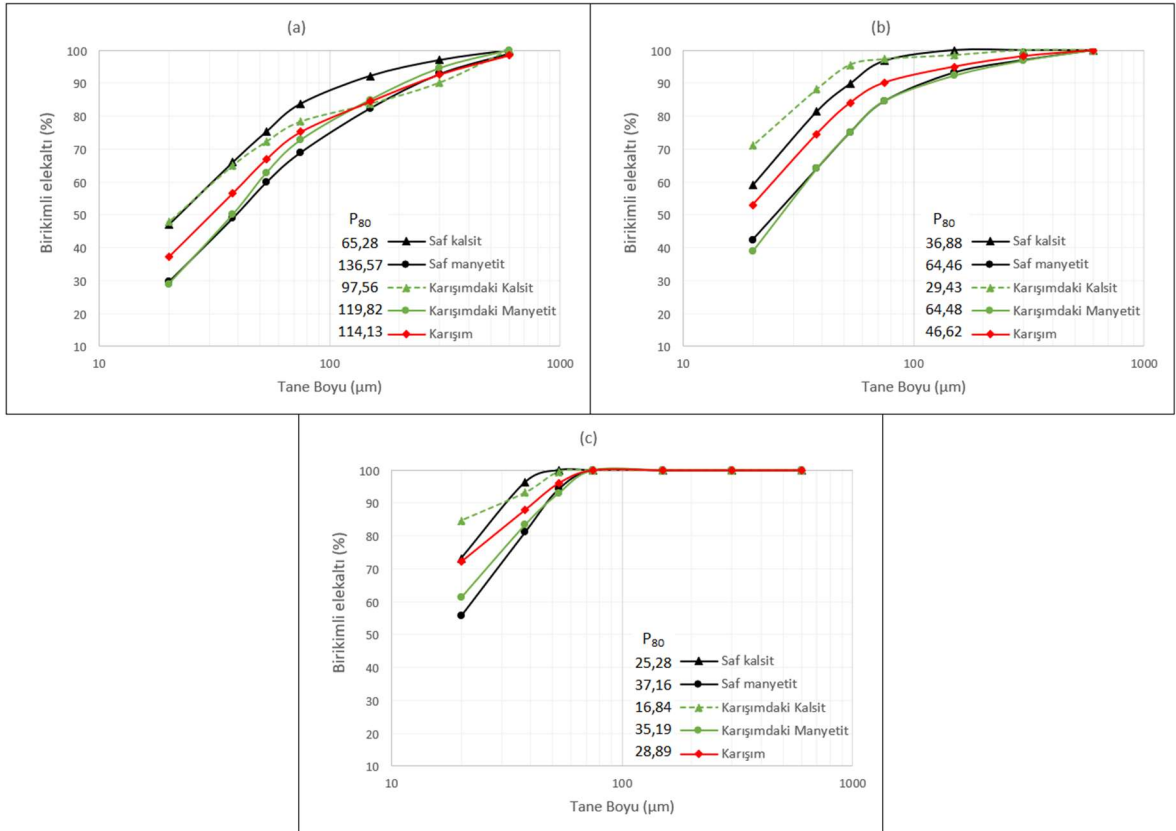 (a)
Birikimli elekaltı (%)
100
90
80
70
60
50
40
30
20
10
P80
65,28 Saf kalsit
136,57 Saf manyetit
97,56 Karışımdaki Kalsit
119,82 Karışımdaki Manyetit
114,13 Karışım
10 100 1000
Tane Boyu (µm)
(b)
Birikimli elekaltı (%)
100
90
80
70
60
50
40
30
20
10
P80
36,88 Saf kalsit
64,46 Saf manyetit
29,43 Karışımdaki Kalsit
64,48 Karışımdaki Manyetit
46,62 Karışım
10 100 1000
Tane Boyu (µm)
(c)
Birikimli elekaltı (%)
100
90
80
70
60
50
40
30
20
10
P80
25,28 Saf kalsit
37,16 Saf manyetit
16,84 Karışımdaki Kalsit
35,19 Karışımdaki Manyetit
28,89 Karışım
10 100 1000
Tane Boyu (µm)